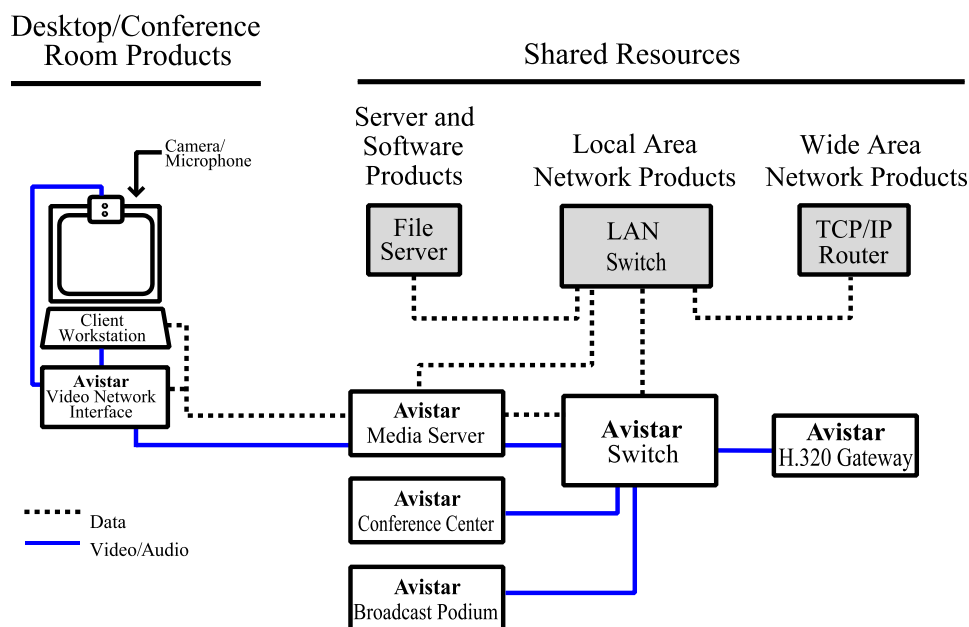 Desktop/Conference
Room Products
Shared Resources
Camera/
Microphone
Server and
Software
Products
Local Area
Network Products
Wide Area
Network Products
File
Server
LAN
Switch
TCP/IP
Router
Client
Workstation
Avistar
Video Network
Interface
Avistar
Media Server
Avistar
Switch
Avistar
H.320 Gateway
Avistar
Conference Center
Avistar
Broadcast Podium
Data
Video/Audio